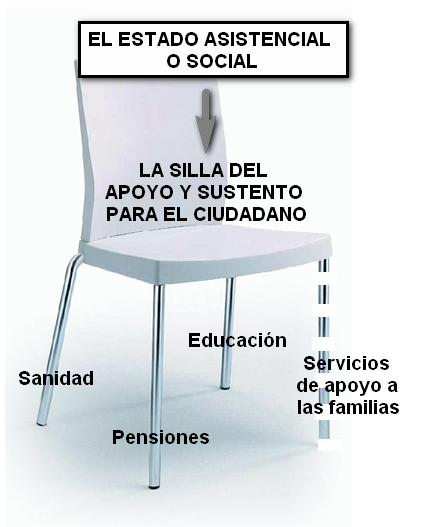 EL ESTADO ASISTENCIAL
O SOCIAL
LA SILLA DEL
APOYO Y SUSTENTO
PARA EL CIUDADANO
Educación
Sanidad
Servicios
de apoyo a
las familias
Pensiones